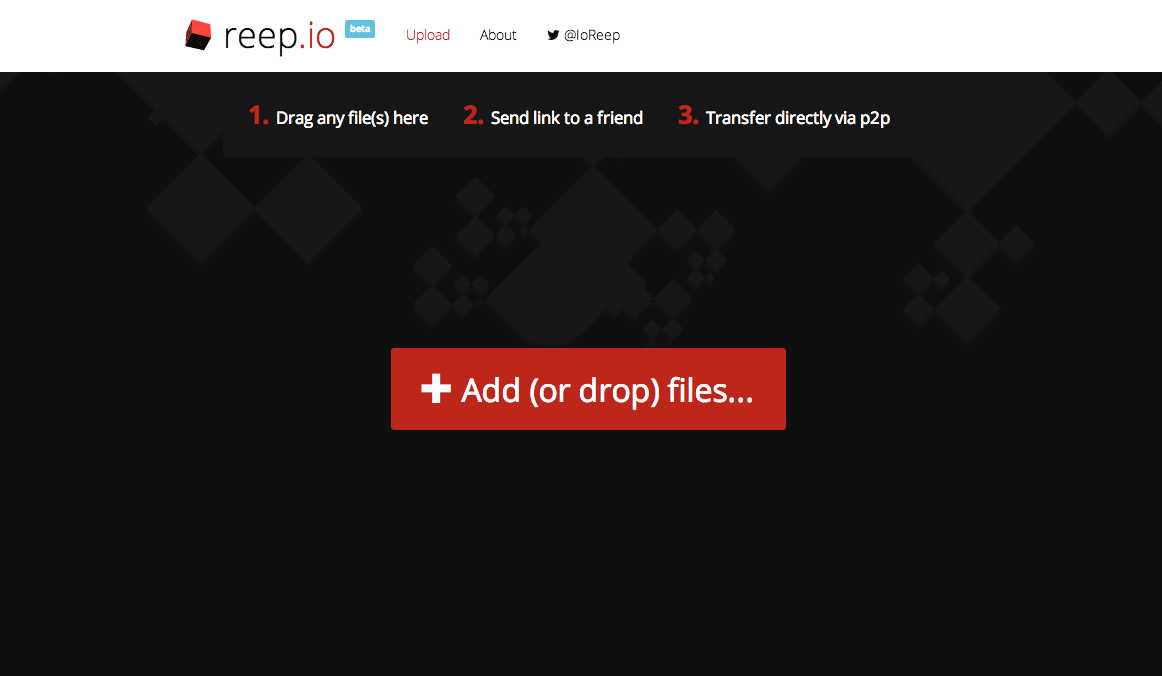 reep.io beta Upload About @IoReep
1. Drag any file(s) here 2. Send link to a friend 3. Transfer directly via p2p
Add (or drop) files...